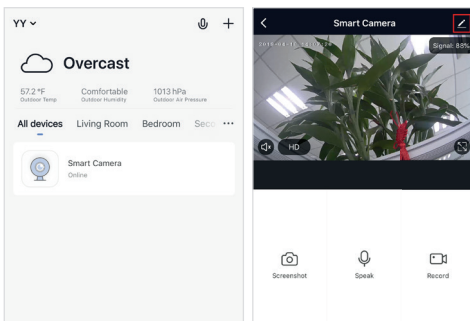 YY
Overcast
57.2 °F
Outdoor Temp
Comfortable
Outdoor Humidity
1013 hPa
Outdoor Air Pressure
All devices
Living Room
Bedroom
Smart Camera
Online
Smart Camera
Signal: 88%
HD
Screenshot
Speak
Record